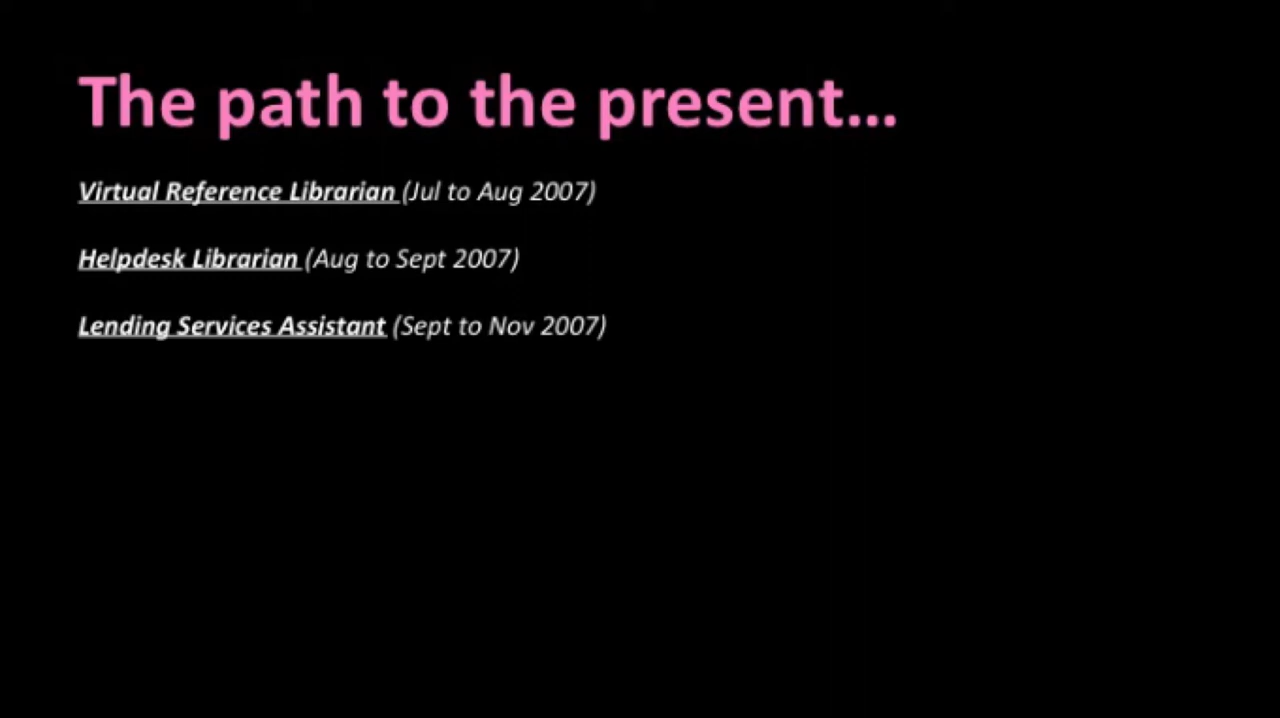 The path to the present...
Virtual Reference Librarian (Jul to Aug 2007)
Helpdesk Librarian (Aug to Sept 2007)
Lending Services Assistant (Sept to Nov 2007)